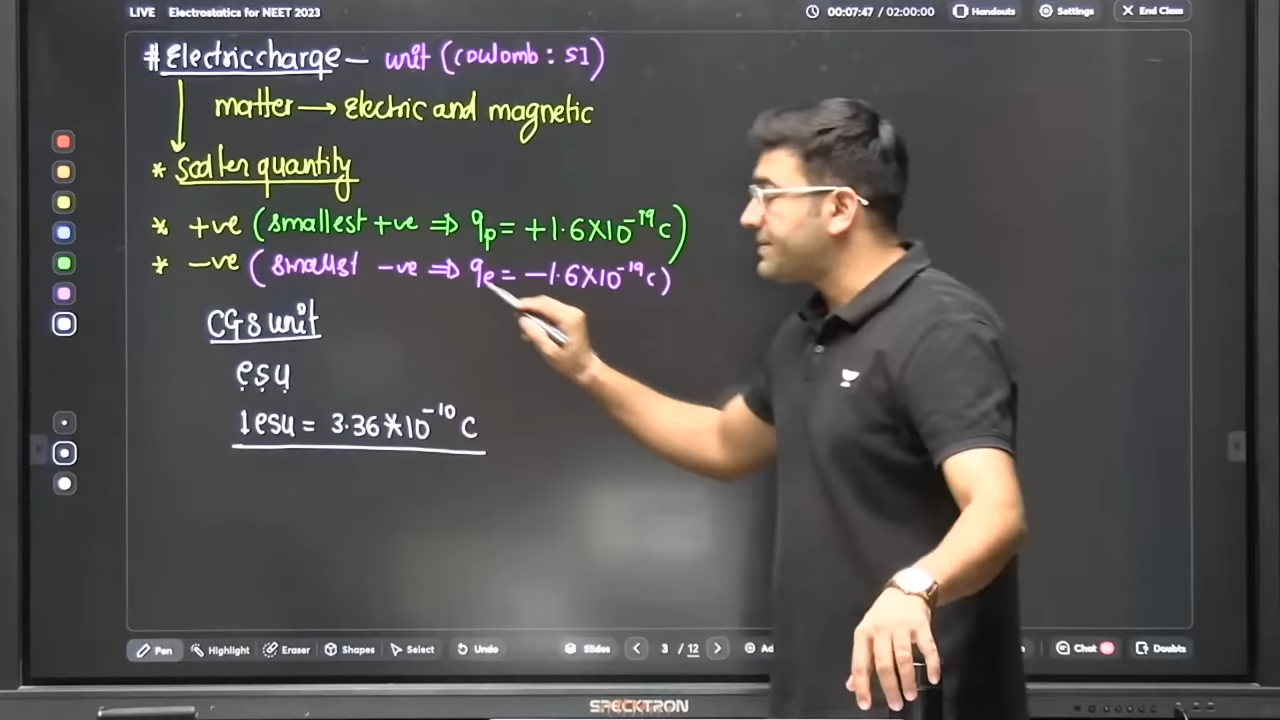 LIVE Electrostatics for NEET 2023
00:07:47 / 02:00:00 Handouts Settings End Class
#Electriccharge — unit (coulomb : SI)
matter → Electric and magnetic
* Scaler quantity
* +ve (smallest +ve ⇒ qp = +1.6×10⁻¹⁹C)
* -ve (smallest -ve ⇒ qe = -1.6×10⁻¹⁹C)
CGS unit
esu
1esu = 3.36*10⁻¹⁰ C
Pen Highlight Eraser Shapes Select Undo Slides 3 / 12 Ad Chat Doubts
SPECKTRON